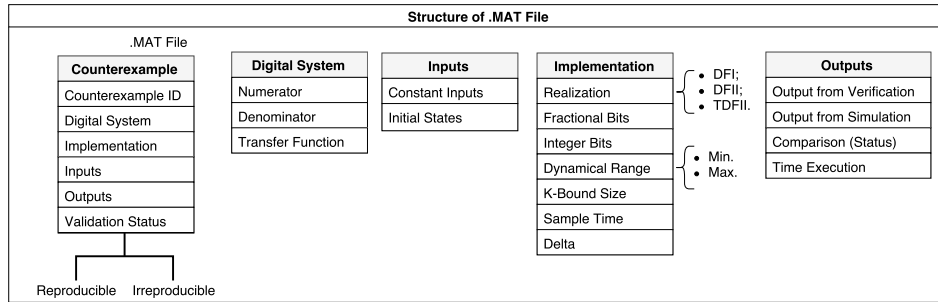 Structure of .MAT File
.MAT File
Counterexample
Counterexample ID
Digital System
Implementation
Inputs
Outputs
Validation Status
Reproducible
Irreproducible
Digital System
Numerator
Denominator
Transfer Function
Inputs
Constant Inputs
Initial States
Implementation
Realization
Fractional Bits
Integer Bits
Dynamical Range
K-Bound Size
Sample Time
Delta
• DFI;
• DFII;
• TDFII.
• Min.
• Max.
Outputs
Output from Verification
Output from Simulation
Comparison (Status)
Time Execution